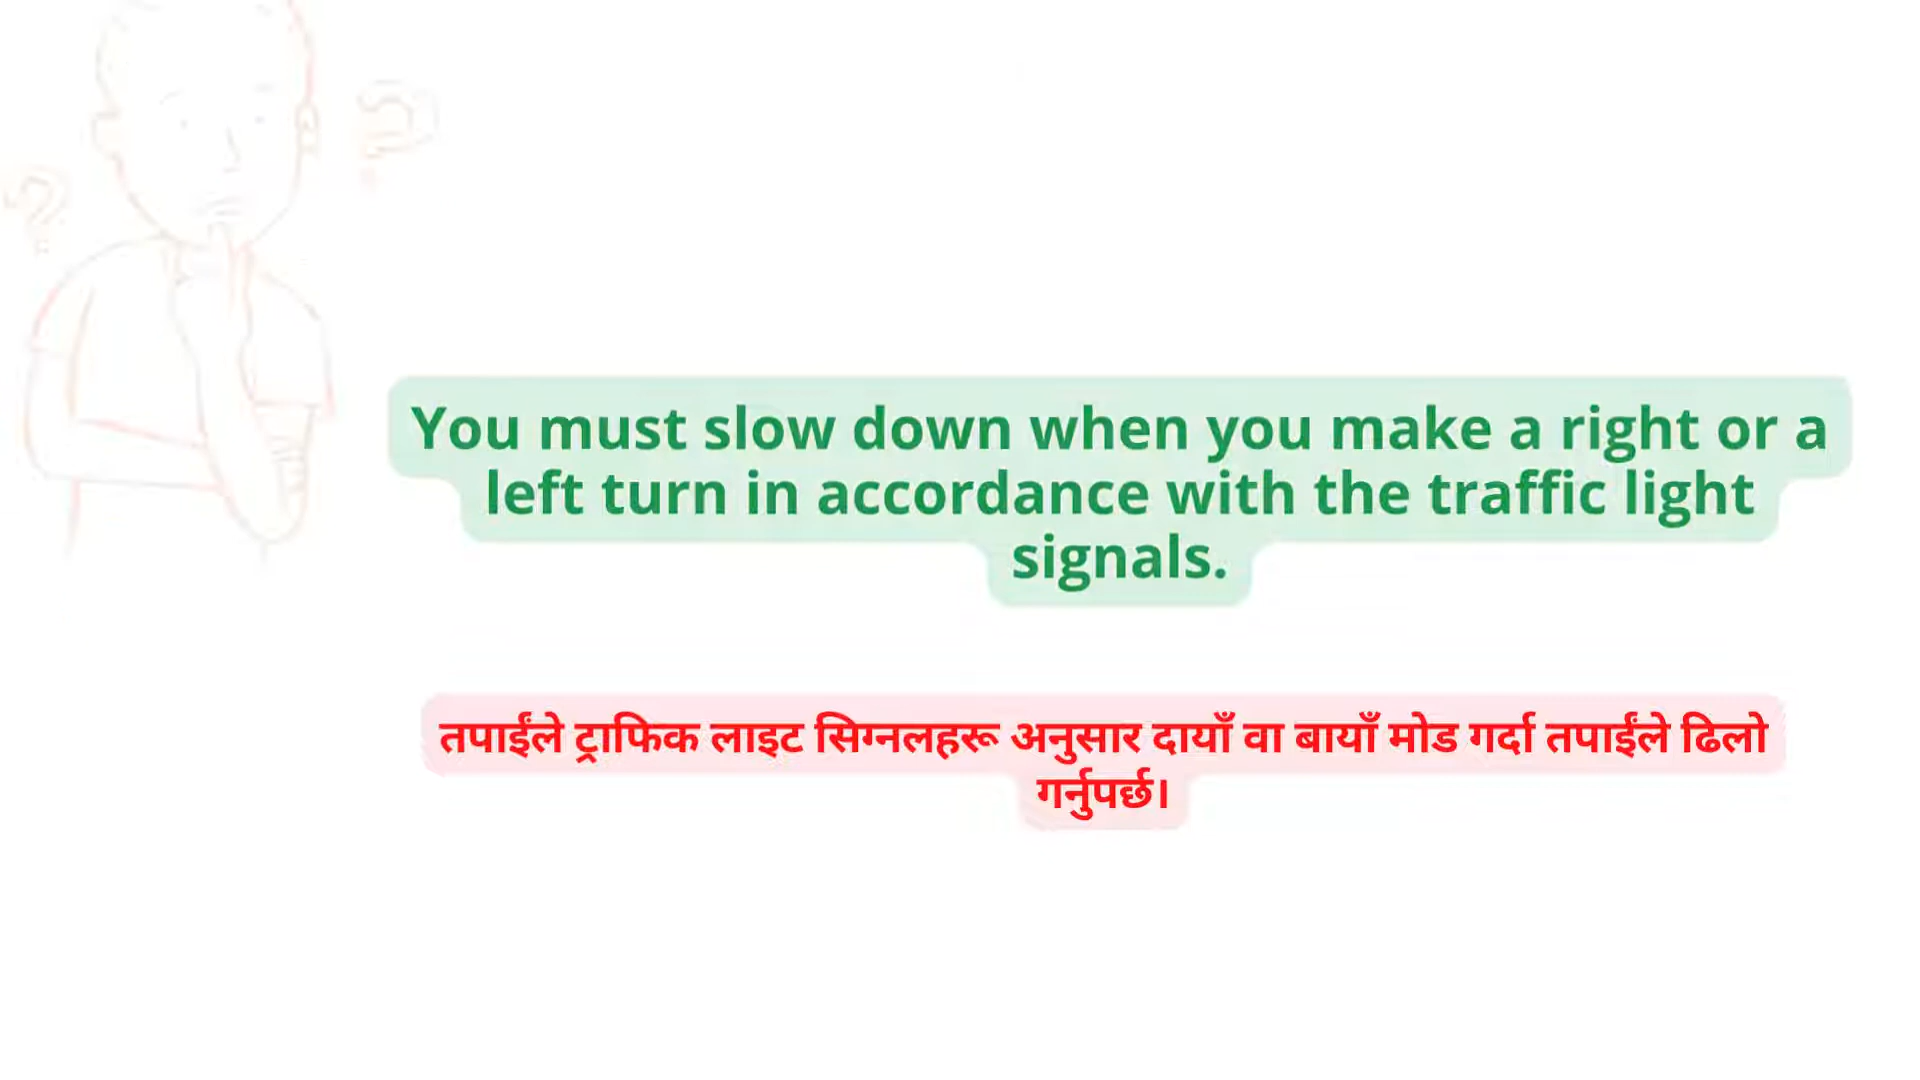 You must slow down when you make a right or a
left turn in accordance with the traffic light
signals.
तपाईंले ट्राफिक लाइट सिग्नलहरू अनुसार दायाँ वा बायाँ मोड गर्दा तपाईंले ढिलो
गर्नुपर्छ।